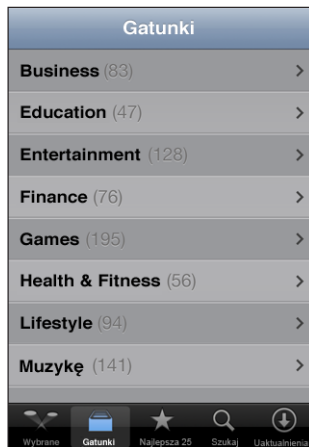 Gatunki
Business (83)
Education (47)
Entertainment (128)
Finance (76)
Games (195)
Health & Fitness (56)
Lifestyle (94)
Muzykę (141)
Wybrane Gatunki Najlepsza 25 Szukaj Uaktualnienia